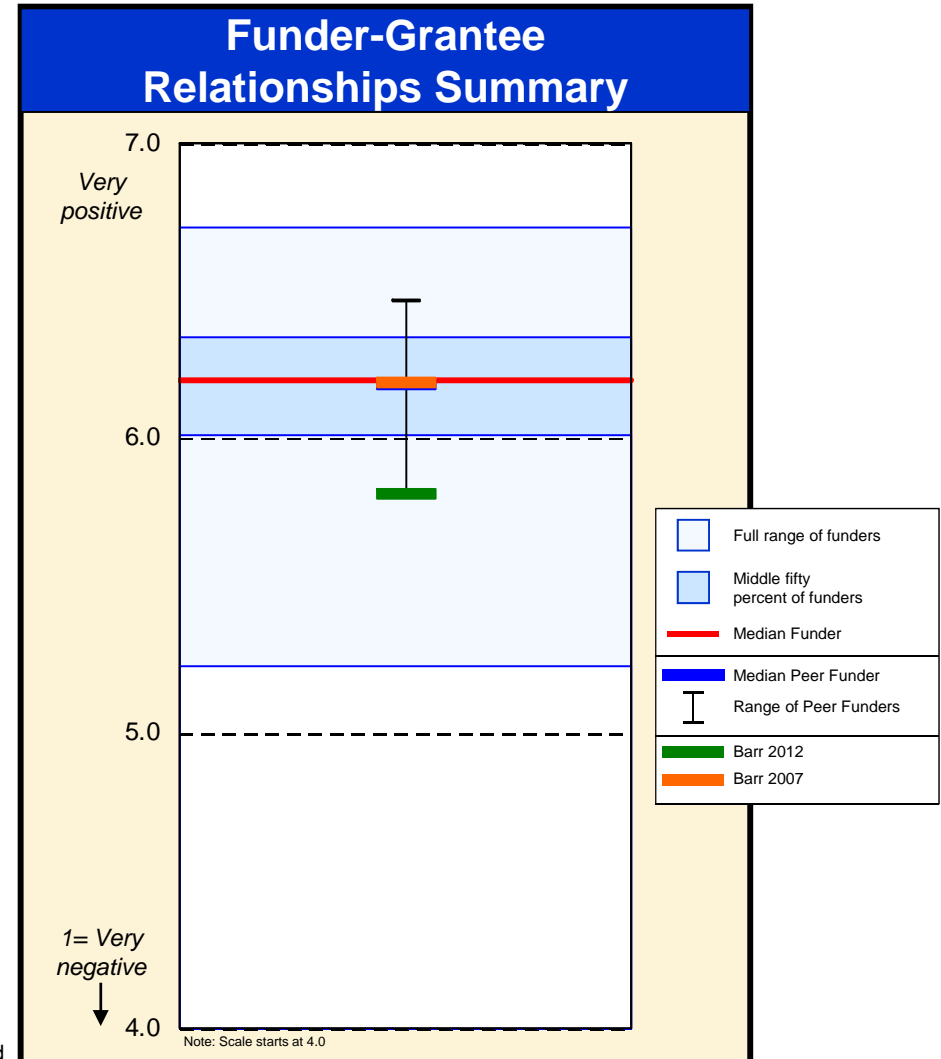 Funder-Grantee
Relationships Summary
7.0
Very
positive
6.0
5.0
1= Very
negative
4.0
Note: Scale starts at 4.0
Full range of funders
Middle fifty
percent of funders
Median Funder
Median Peer Funder
Range of Peer Funders
Barr 2012
Barr 2007